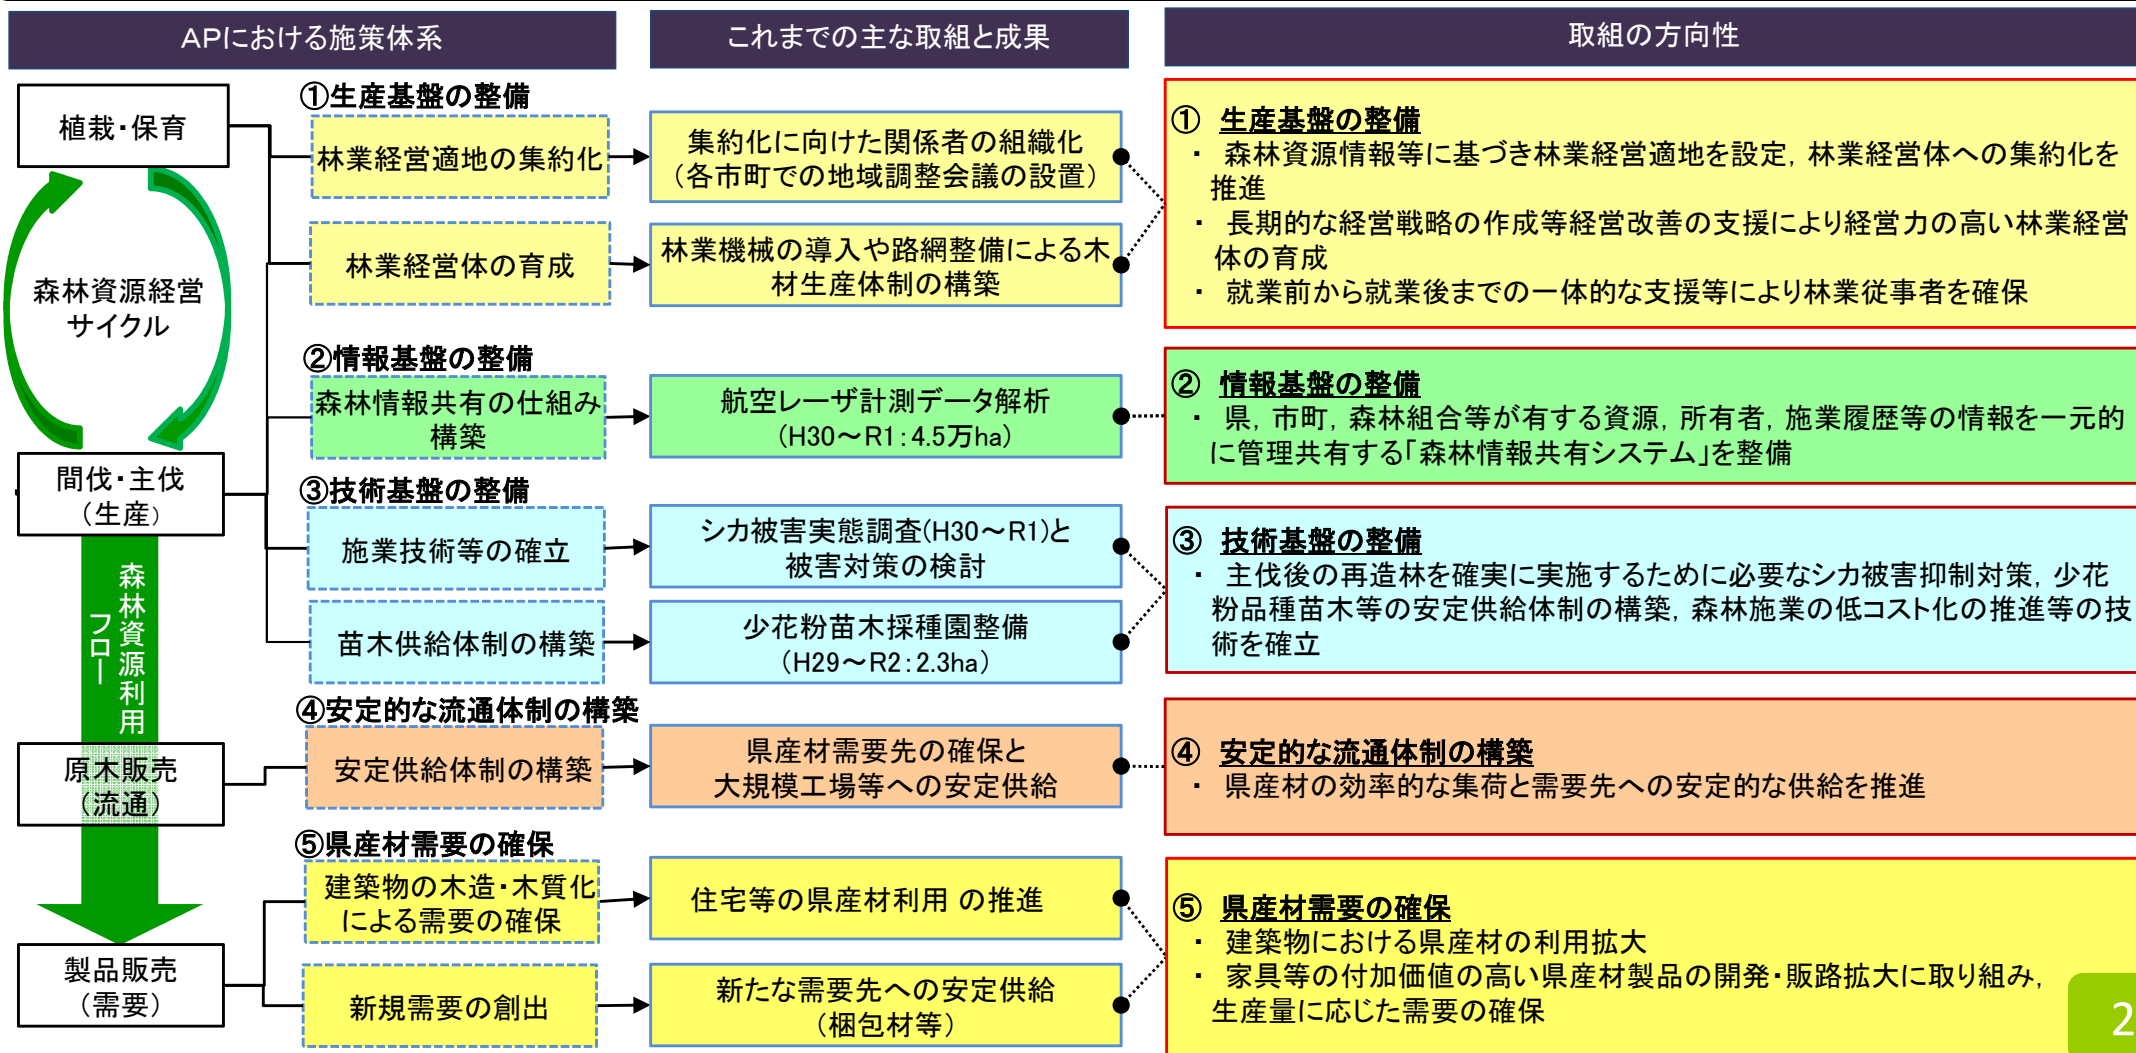 APにおける施策体系
これまでの主な取組と成果
取組の方向性
植栽・保育
森林資源経営
サイクル
間伐・主伐
(生産)
森林資源利用
フロー
原木販売
(流通)
製品販売
(需要)
①生産基盤の整備
林業経営適地の集約化
林業経営体の育成
②情報基盤の整備
森林情報共有の仕組み
構築
③技術基盤の整備
施業技術等の確立
苗木供給体制の構築
④安定的な流通体制の構築
安定供給体制の構築
⑤県産材需要の確保
建築物の木造・木質化
による需要の確保
新規需要の創出
集約化に向けた関係者の組織化
(各市町での地域調整会議の設置)
林業機械の導入や路網整備による木
材生産体制の構築
航空レーザ計測データ解析
(H30～R1:4.5万ha)
シカ被害実態調査(H30～R1)と
被害対策の検討
少花粉苗木採種園整備
(H29～R2:2.3ha)
県産材需要先の確保と
大規模工場等への安定供給
住宅等の県産材利用 の推進
新たな需要先への安定供給
(梱包材等)
① 生産基盤の整備
・ 森林資源情報等に基づき林業経営適地を設定，林業経営体への集約化を
推進
・ 長期的な経営戦略の作成等経営改善の支援により経営力の高い林業経営
体の育成
・ 就業前から就業後までの一体的な支援等により林業従事者を確保
② 情報基盤の整備
・ 県，市町，森林組合等が有する資源，所有者，施業履歴等の情報を一元的
に管理共有する「森林情報共有システム」を整備
③ 技術基盤の整備
・ 主伐後の再造林を確実に実施するために必要なシカ被害抑制対策，少花
粉品種苗木等の安定供給体制の構築，森林施業の低コスト化の推進等の技
術を確立
④ 安定的な流通体制の構築
・ 県産材の効率的な集荷と需要先への安定的な供給を推進
⑤ 県産材需要の確保
・ 建築物における県産材の利用拡大
・ 家具等の付加価値の高い県産材製品の開発・販路拡大に取り組み，
生産量に応じた需要の確保
2